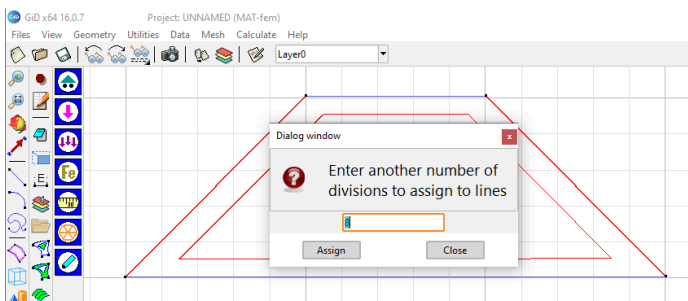 GiD x64 16.0.7 Project: UNNAMED (MAT-fem)
Files View Geometry Utilities Data Mesh Calculate Help
Layer0
Dialog window
x
Enter another number of
divisions to assign to lines
Assign Close
Fe
.E.